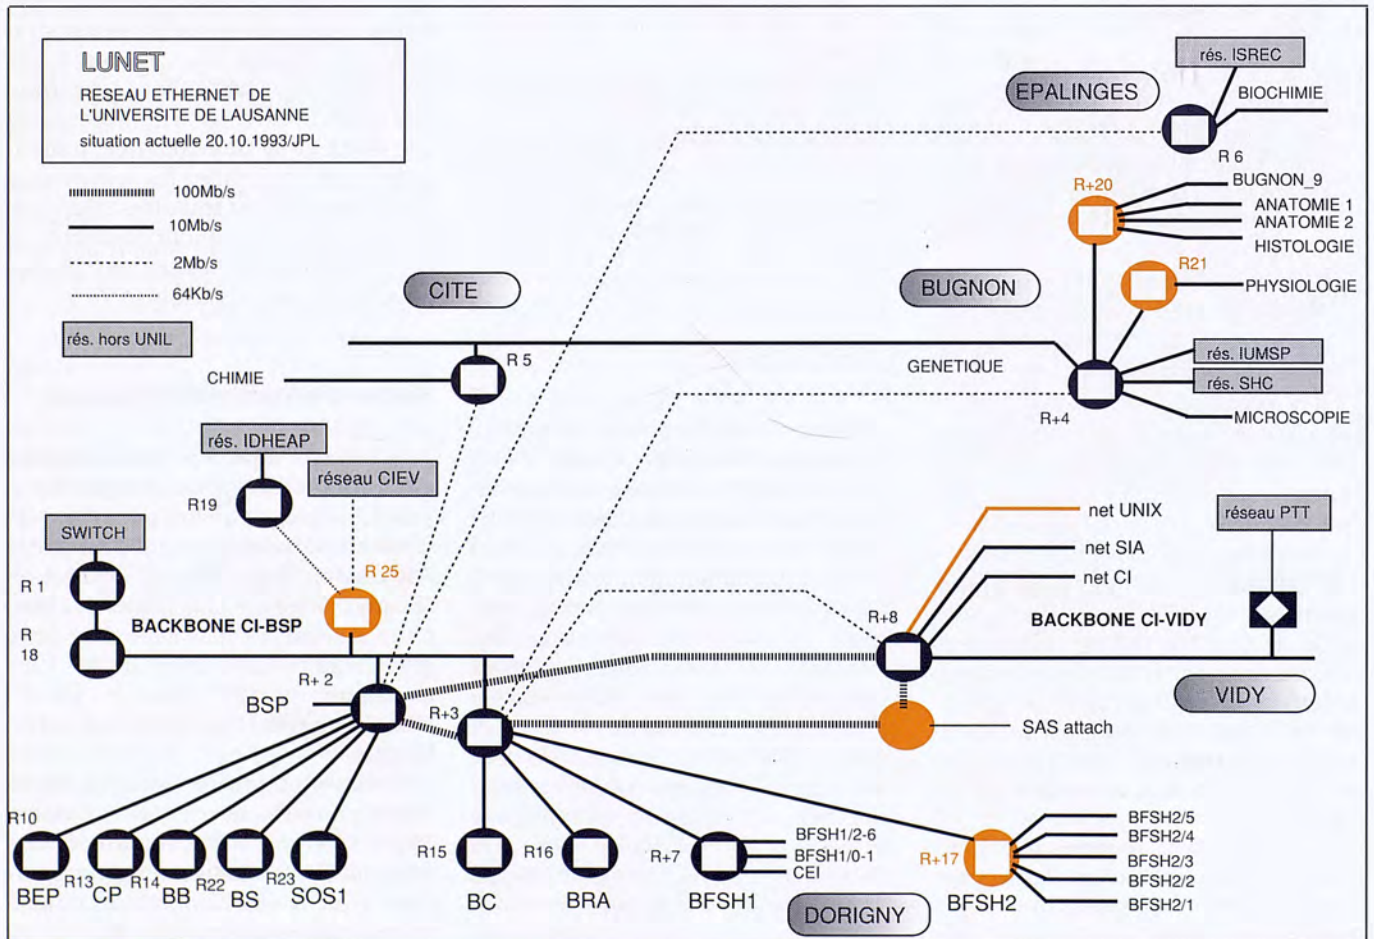 LUNET
RESEAU ETHERNET DE
L'UNIVERSITE DE LAUSANNE
situation actuelle 20.10.1993/JPL
100Mb/s
10Mb/s
2Mb/s
64Kb/s
rés. hors UNIL
rés. ISREC
EPALINGES
BIOCHIMIE
R 6
R+20
BUGNON_9
ANATOMIE 1
ANATOMIE 2
HISTOLOGIE
R21
PHYSIOLOGIE
CITE
BUGNON
R 5
CHIMIE
GENETIQUE
rés. IUMSP
rés. SHC
R+4
MICROSCOPIE
rés. IDHEAP
réseau CIEV
R19
SWITCH
R 1
R 25
BACKBONE CI-BSP
R
18
net UNIX
réseau PTT
net SIA
net CI
R+8
BACKBONE CI-VIDY
R+ 2
BSP
R+3
VIDY
SAS attach
R10
BEP
R13
CP
R14
BB
R22
BS
R23
SOS1
R15
BC
R16
BRA
R+7
BFSH1
BFSH1/2-6
BFSH1/0-1
CEI
DORIGNY
R+17
BFSH2
BFSH2/5
BFSH2/4
BFSH2/3
BFSH2/2
BFSH2/1